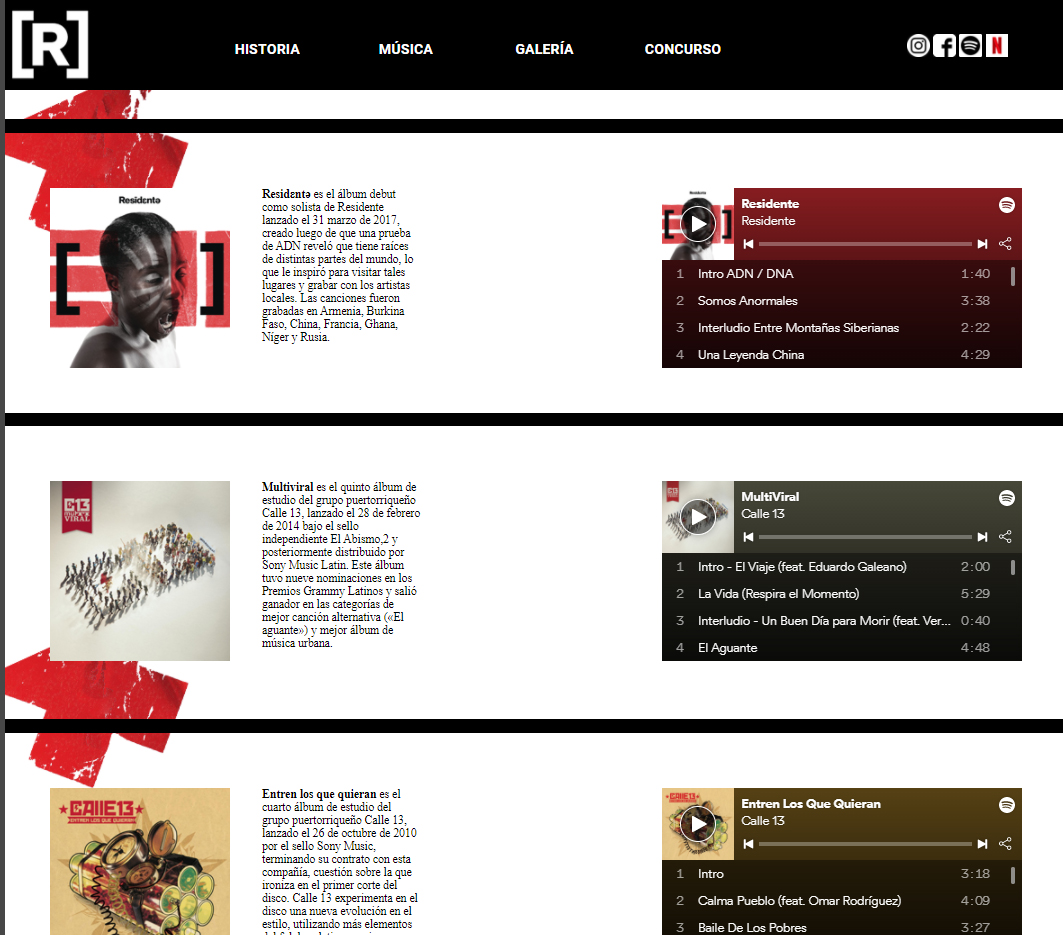 [R]
HISTORIA
MÚSICA
GALERÍA
CONCURSO
N
Residɛntə
Residɛntə es el álbum debut
como solista de Residente
lanzado el 31 marzo de 2017,
creado luego de que una prueba
de ADN reveló que tiene raíces
de distintas partes del mundo, lo
que le inspiró para visitar tales
lugares y grabar con los artistas
locales. Las canciones fueron
grabadas en Armenia, Burkina
Faso, China, Francia, Ghana,
Níger y Rusia.
Residente
Residente
1 Intro ADN / DNA 1:40
2 Somos Anormales 3:38
3 Interludio Entre Montañas Siberianas 2:22
4 Una Leyenda China 4:29
C13
MULTI
VIRAL
Multiviral es el quinto álbum de
estudio del grupo puertorriqueño
Calle 13, lanzado el 28 de febrero
de 2014 bajo el sello
independiente El Abismo,2 y
posteriormente distribuido por
Sony Music Latin. Este álbum
tuvo nueve nominaciones en los
Premios Grammy Latinos y salió
ganador en las categorías de
mejor canción alternativa («El
aguante») y mejor álbum de
música urbana.
MultiViral
Calle 13
1 Intro - El Viaje (feat. Eduardo Galeano) 2:00
2 La Vida (Respira el Momento) 5:29
3 Interludio - Un Buen Día para Morir (feat. Ver... 0:40
4 El Aguante 4:48
CALLE13
ENTREN LOS QUE QUIERAN
Entren los que quieran es el
cuarto álbum de estudio del
grupo puertorriqueño Calle 13,
lanzado el 26 de octubre de 2010
por el sello Sony Music,
terminando su contrato con esta
compañía, cuestión sobre la que
ironiza en el primer corte del
disco. Calle 13 experimenta en el
disco una nueva evolución en el
estilo, utilizando más elementos
Entren Los Que Quieran
Calle 13
1 Intro 3:18
2 Calma Pueblo (feat. Omar Rodríguez) 4:09
3 Baile De Los Pobres 3:27